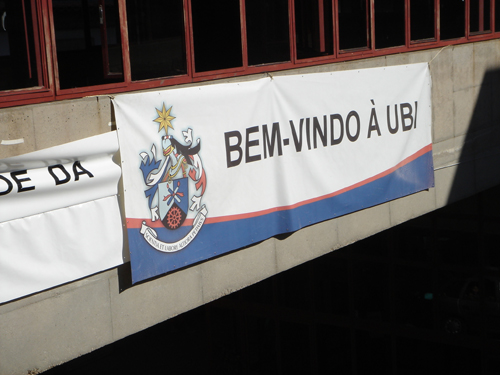 DE DA
BEM-VINDO À UBI